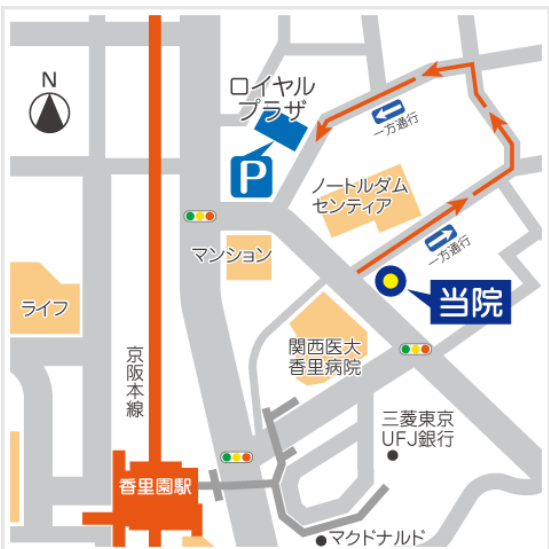 N
ロイヤル
プラザ
P
一方通行
ノートルダム
センティア
一方通行
マンション
当院
ライフ
関西医大
香里病院
京阪本線
三菱東京
UFJ銀行
香里園駅
マクドナルド